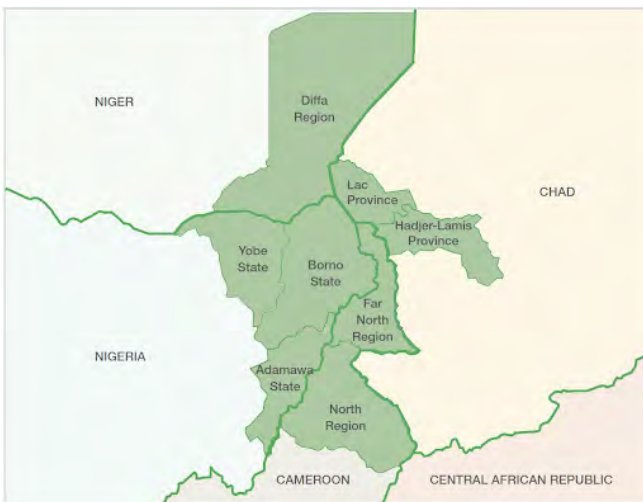 NIGER
Diffa
Region
Lac
Province
CHAD
Hadjer-Lamis
Province
Yobe
State
Borno
State
Far
North
Region
NIGERIA
Adamawa
State
North
Region
CAMEROON
CENTRAL AFRICAN REPUBLIC